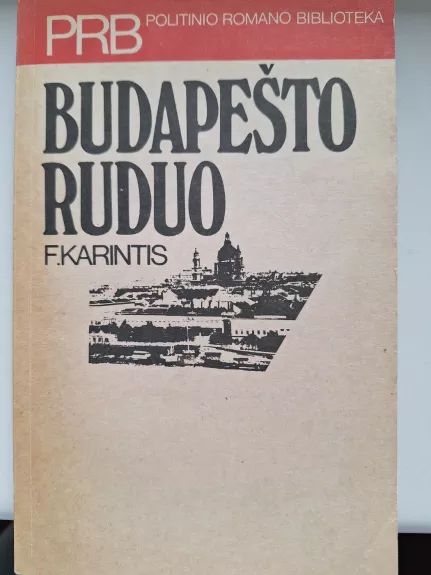 PRB POLITINIO ROMANO BIBLIOTEKA
BUDAPEŠTO
RUDUO
F.KARINTIS